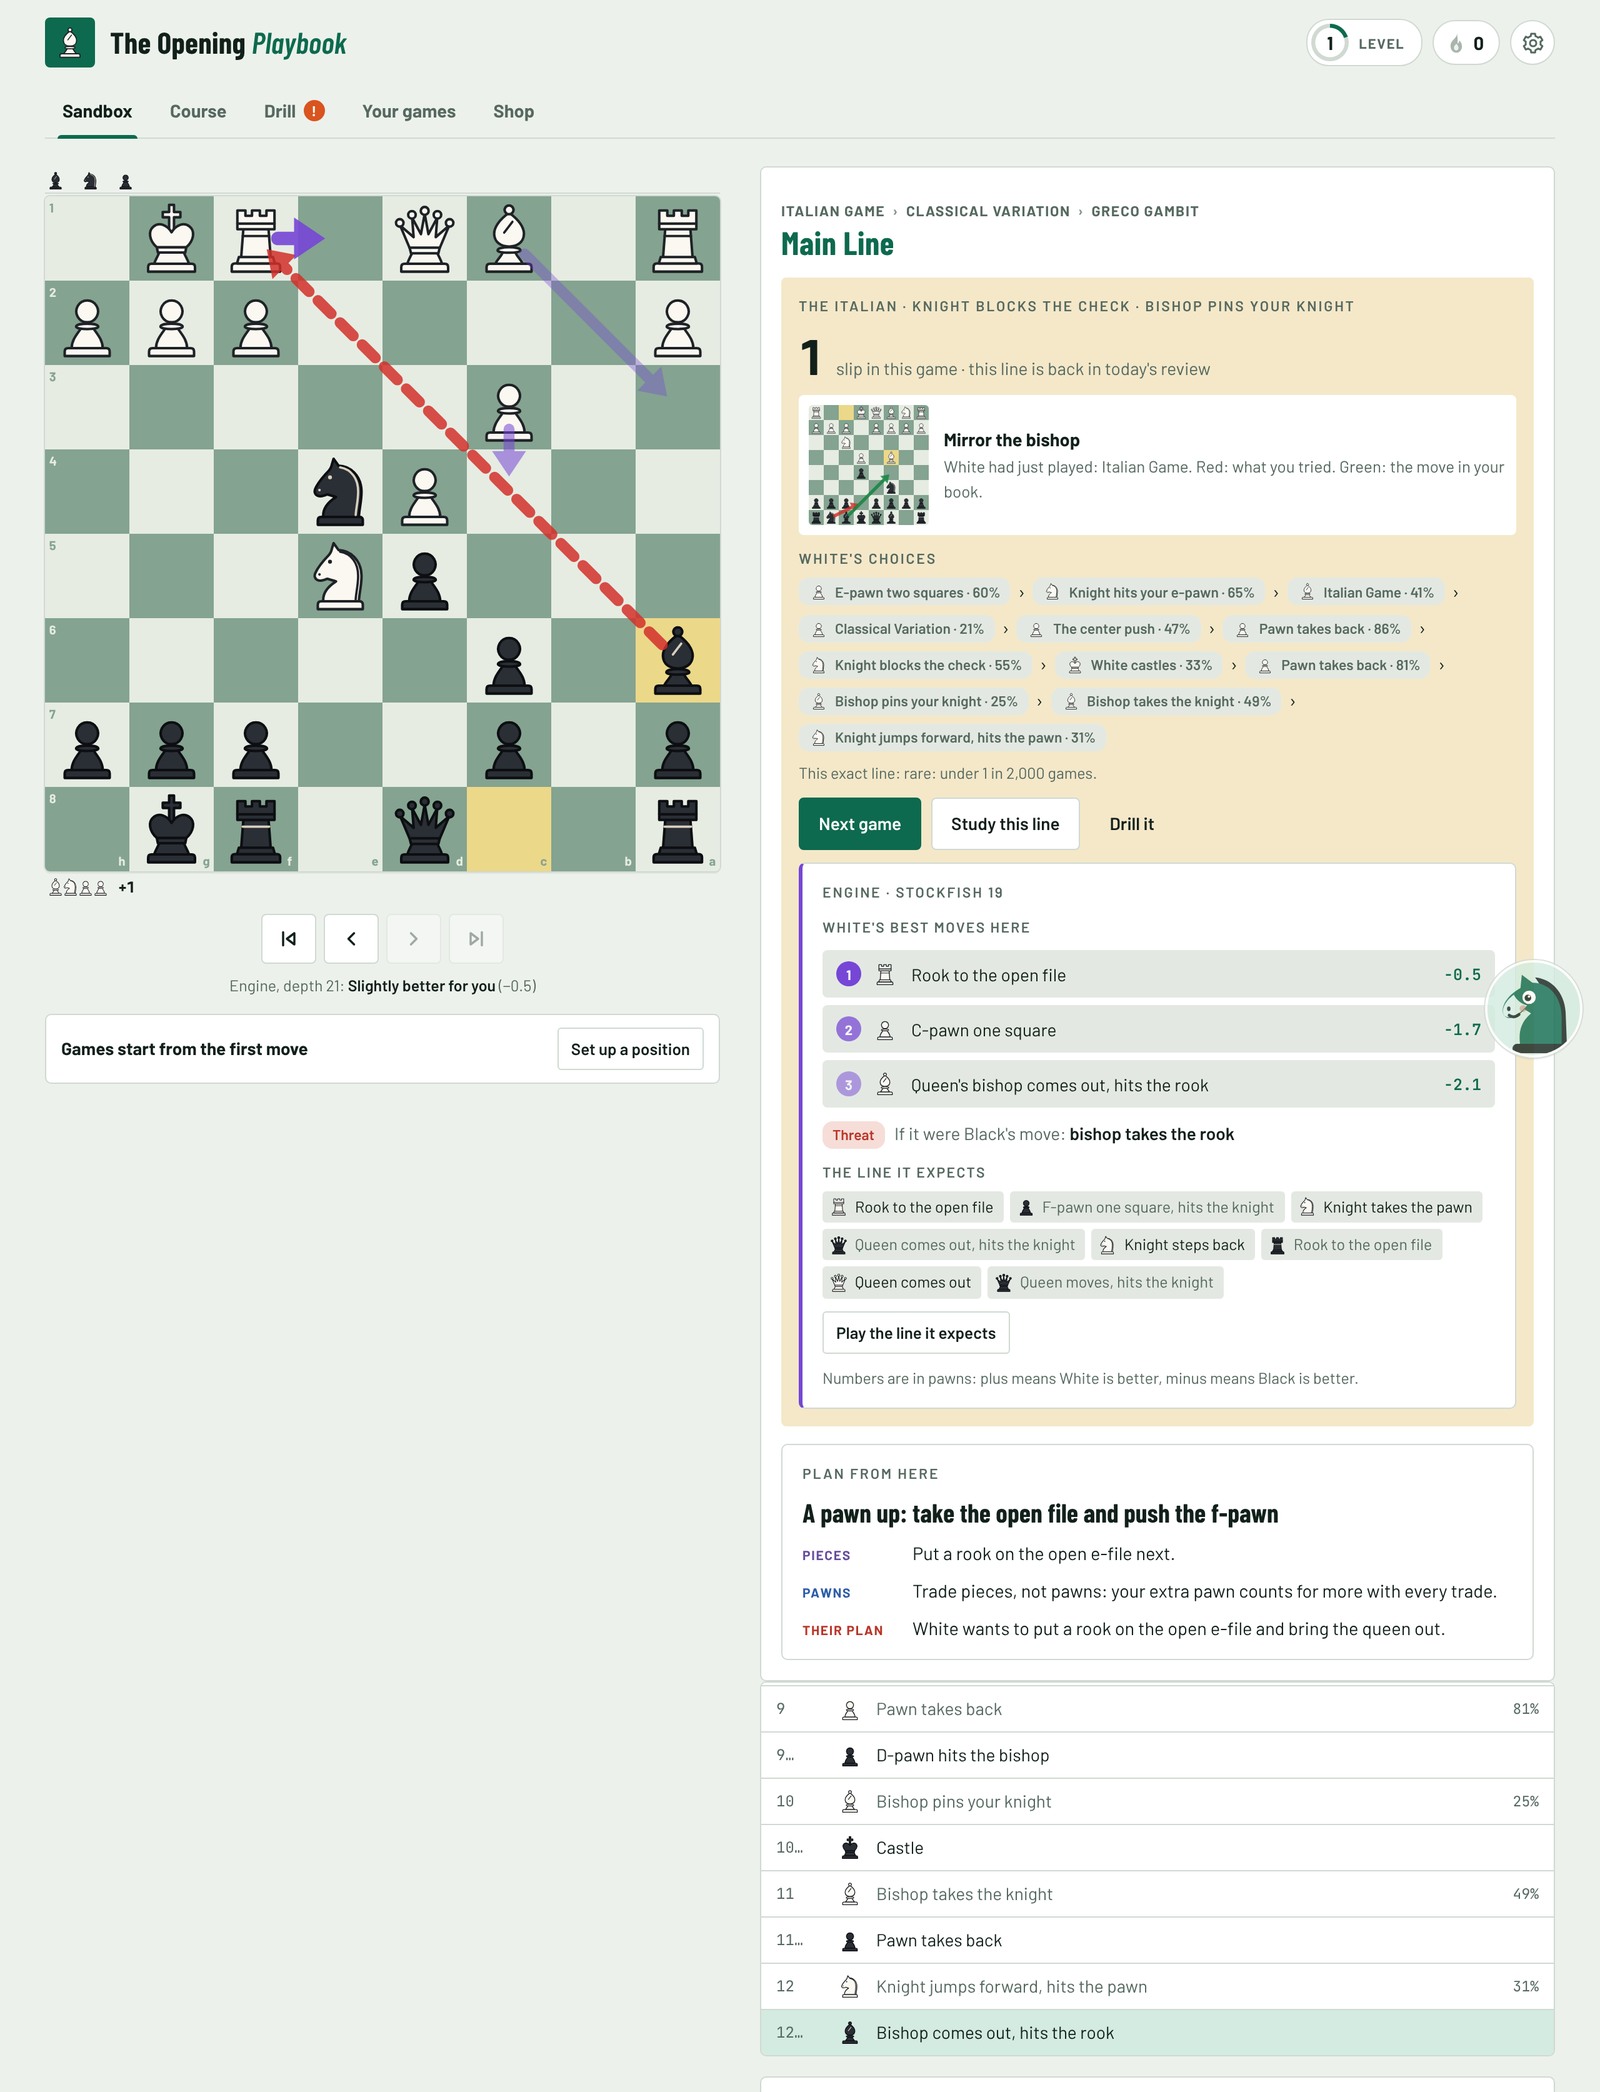 The Opening Playbook
1 LEVEL
0
Sandbox
Course
Drill !
Your games
Shop
1
2
3
4
5
6
7
8
h g f e d c b a
+1
Engine, depth 21: Slightly better for you (−0.5)
Games start from the first move
Set up a position
ITALIAN GAME › CLASSICAL VARIATION › GRECO GAMBIT
Main Line
THE ITALIAN · KNIGHT BLOCKS THE CHECK · BISHOP PINS YOUR KNIGHT
1 slip in this game · this line is back in today's review
Mirror the bishop
White had just played: Italian Game. Red: what you tried. Green: the move in your
book.
WHITE'S CHOICES
E-pawn two squares · 60% › Knight hits your e-pawn · 65% › Italian Game · 41% ›
Classical Variation · 21% › The center push · 47% › Pawn takes back · 86% ›
Knight blocks the check · 55% › White castles · 33% › Pawn takes back · 81% ›
Bishop pins your knight · 25% › Bishop takes the knight · 49% ›
Knight jumps forward, hits the pawn · 31%
This exact line: rare: under 1 in 2,000 games.
Next game
Study this line
Drill it
ENGINE · STOCKFISH 19
WHITE'S BEST MOVES HERE
1 Rook to the open file -0.5
2 C-pawn one square -1.7
3 Queen's bishop comes out, hits the rook -2.1
Threat If it were Black's move: bishop takes the rook
THE LINE IT EXPECTS
Rook to the open file F-pawn one square, hits the knight Knight takes the pawn
Queen comes out, hits the knight Knight steps back Rook to the open file
Queen comes out Queen moves, hits the knight
Play the line it expects
Numbers are in pawns: plus means White is better, minus means Black is better.
PLAN FROM HERE
A pawn up: take the open file and push the f-pawn
PIECES Put a rook on the open e-file next.
PAWNS Trade pieces, not pawns: your extra pawn counts for more with every trade.
THEIR PLAN White wants to put a rook on the open e-file and bring the queen out.
9 Pawn takes back 81%
9… D-pawn hits the bishop
10 Bishop pins your knight 25%
10… Castle
11 Bishop takes the knight 49%
11… Pawn takes back
12 Knight jumps forward, hits the pawn 31%
12… Bishop comes out, hits the rook